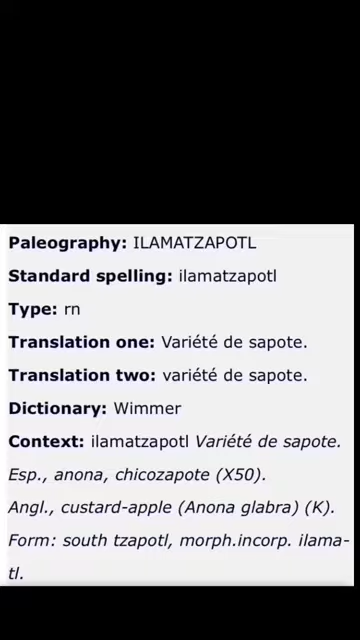 Paleography: ILAMATZAPOTL
Standard spelling: ilamatzapotl
Type: rn
Translation one: Variété de sapote.
Translation two: variété de sapote.
Dictionary: Wimmer
Context: ilamatzapotl Variété de sapote.
Esp., anona, chicozapote (X50).
Angl., custard-apple (Anona glabra) (K).
Form: south tzapotl, morph.incorp. ilama-
tl.